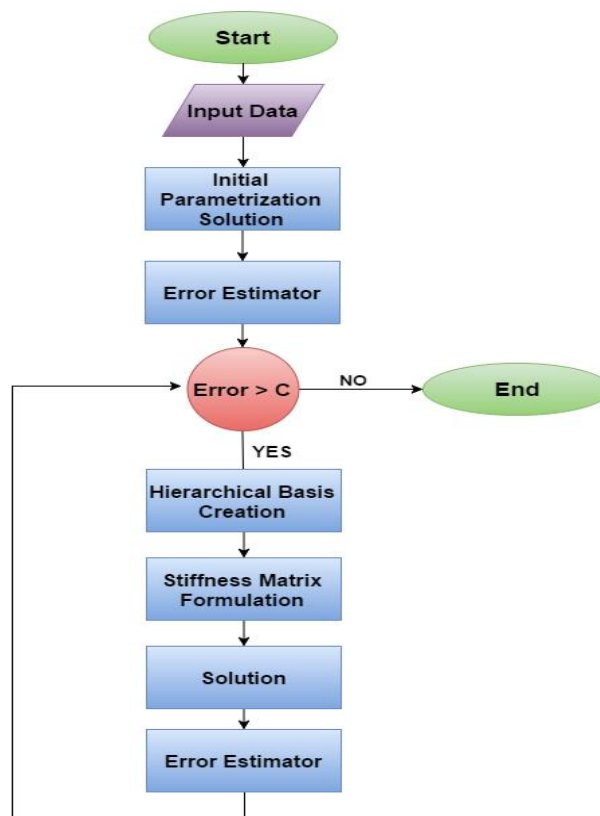 Start
Input Data
Initial
Parametrization
Solution
Error Estimator
Error > C
NO
End
YES
Hierarchical Basis
Creation
Stiffness Matrix
Formulation
Solution
Error Estimator